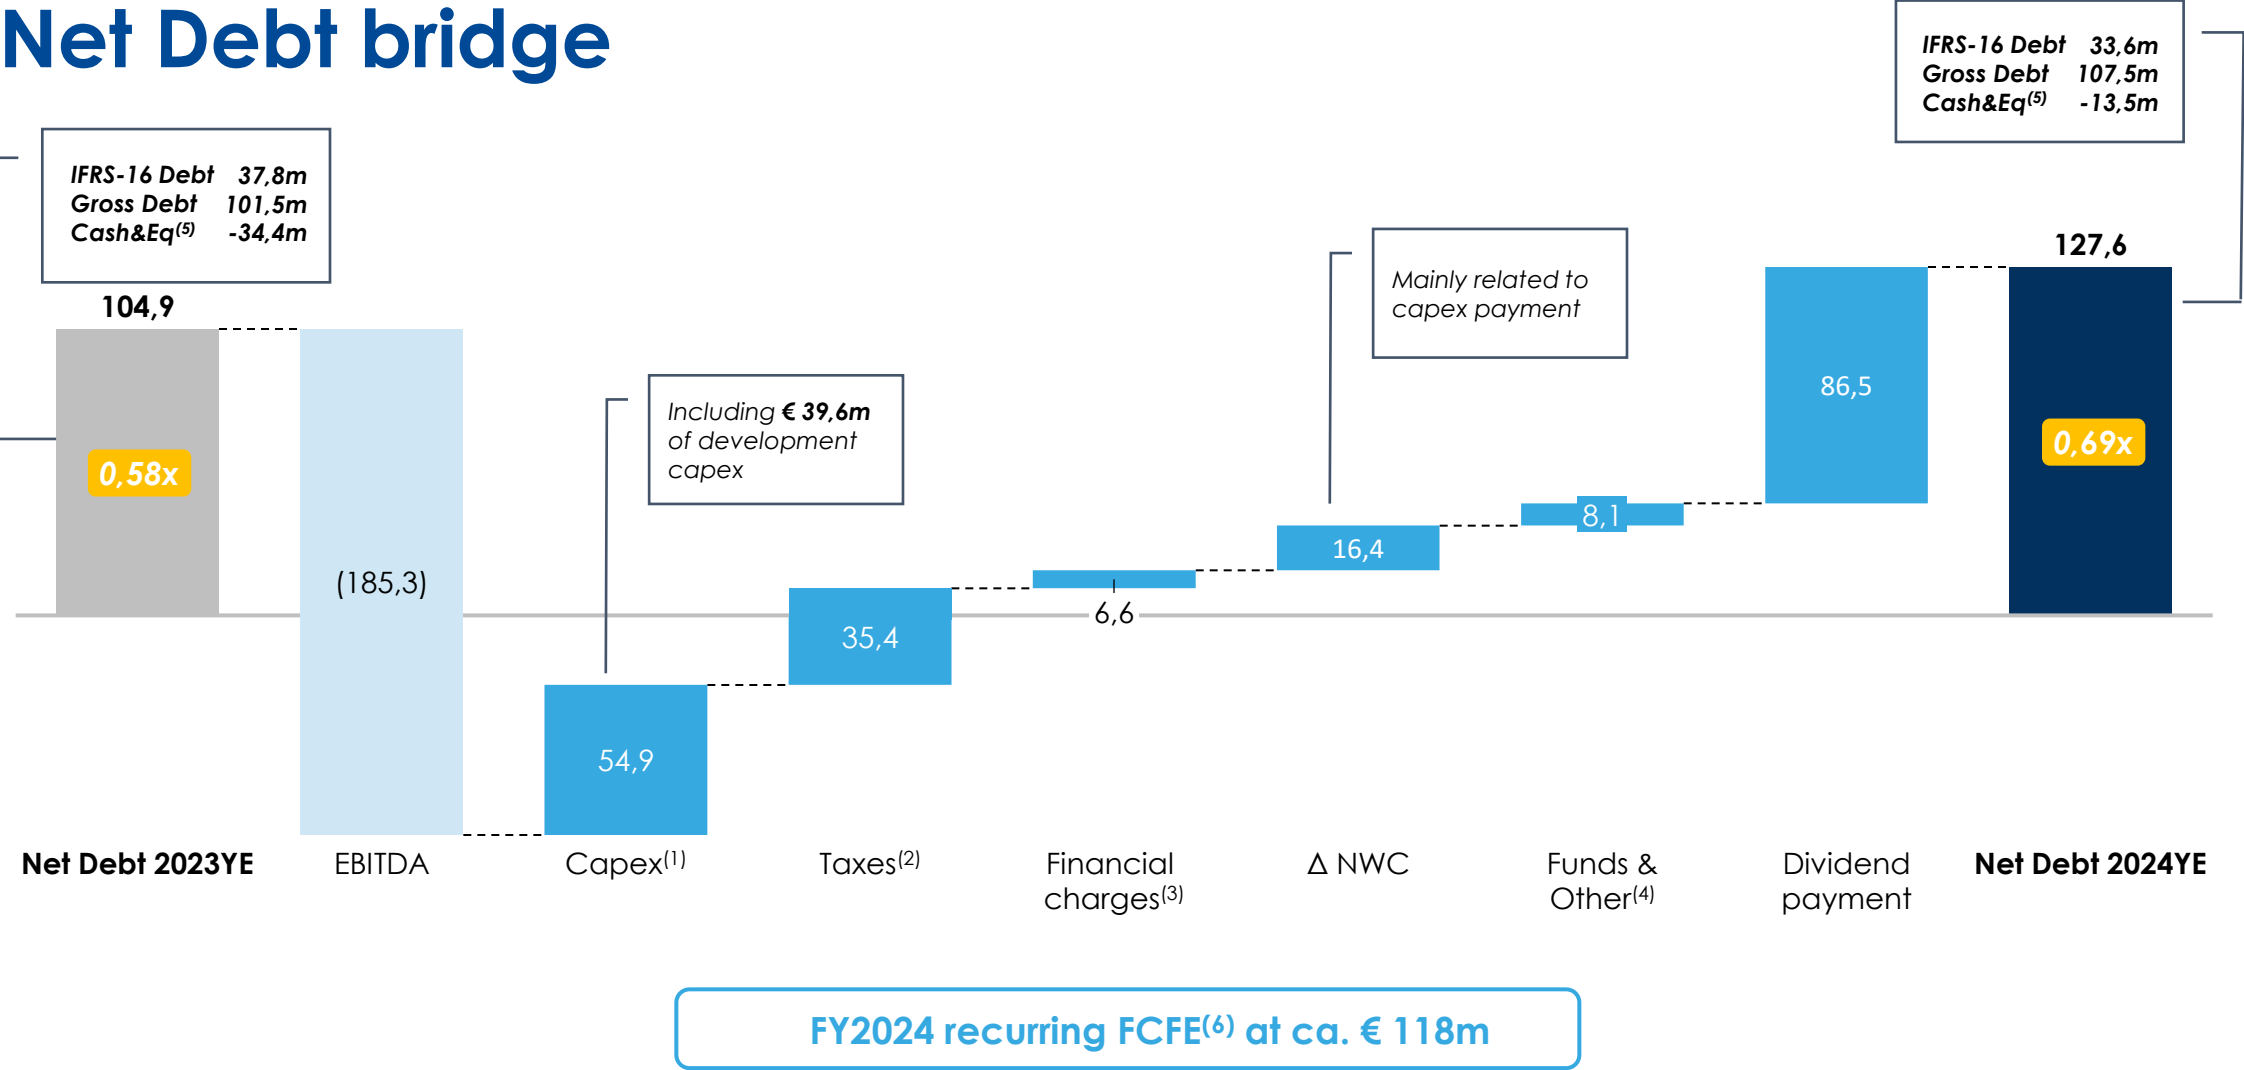 Net Debt bridge
IFRS-16 Debt 33,6m
Gross Debt 107,5m
Cash&Eq(5) -13,5m
IFRS-16 Debt 37,8m
Gross Debt 101,5m
Cash&Eq(5) -34,4m
104,9
0,58x
(185,3)
Including € 39,6m
of development
capex
54,9
35,4
6,6
Mainly related to
capex payment
16,4
8,1
86,5
127,6
0,69x
Net Debt 2023YE
EBITDA
Capex(1)
Taxes(2)
Financial
charges(3)
Δ NWC
Funds &
Other(4)
Dividend
payment
Net Debt 2024YE
FY2024 recurring FCFE(6) at ca. € 118m